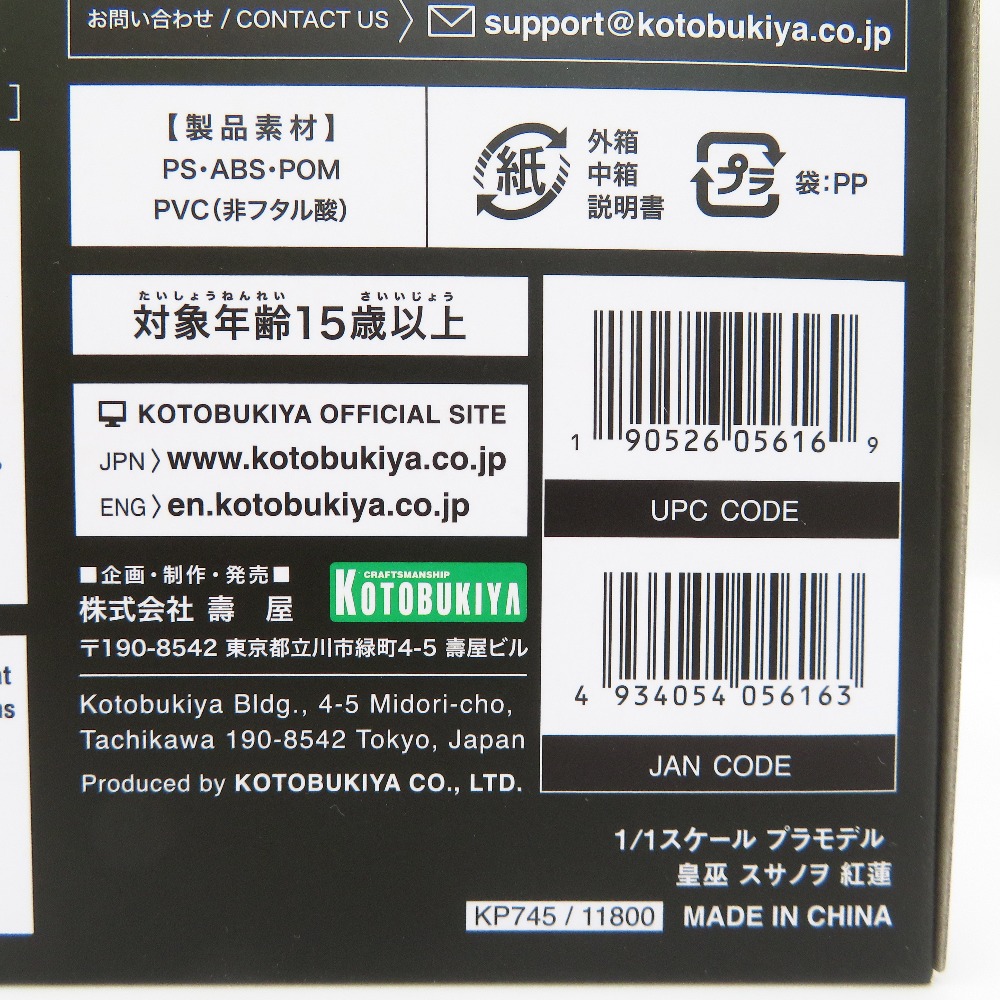 お問い合わせ / CONTACT US
support@kotobukiya.co.jp
【製品素材】
PS・ABS・POM
PVC(非フタル酸)
紙
外箱
中箱
説明書
プラ
袋:PP
たいしょうねんれい さいいじょう
対象年齢15歳以上
KOTOBUKIYA OFFICIAL SITE
JPN 〉www.kotobukiya.co.jp
ENG 〉en.kotobukiya.co.jp
1 90526 05616 9
UPC CODE
■企画・制作・発売■
株式会社 壽 屋
CRAFTSMANSHIP
KOTOBUKIYA
〒190-8542 東京都立川市緑町4-5 壽屋ビル
Kotobukiya Bldg., 4-5 Midori-cho,
Tachikawa 190-8542 Tokyo, Japan
Produced by KOTOBUKIYA CO., LTD.
4 934054 056163
JAN CODE
1/1スケール プラモデル
皇巫 スサノヲ 紅蓮
KP745 / 11800
MADE IN CHINA